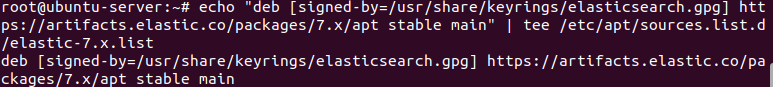 root@ubuntu-server:~# echo "deb [signed-by=/usr/share/keyrings/elasticsearch.gpg] htt
ps://artifacts.elastic.co/packages/7.x/apt stable main" | tee /etc/apt/sources.list.d
/elastic-7.x.list
deb [signed-by=/usr/share/keyrings/elasticsearch.gpg] https://artifacts.elastic.co/pa
ckages/7.x/apt stable main